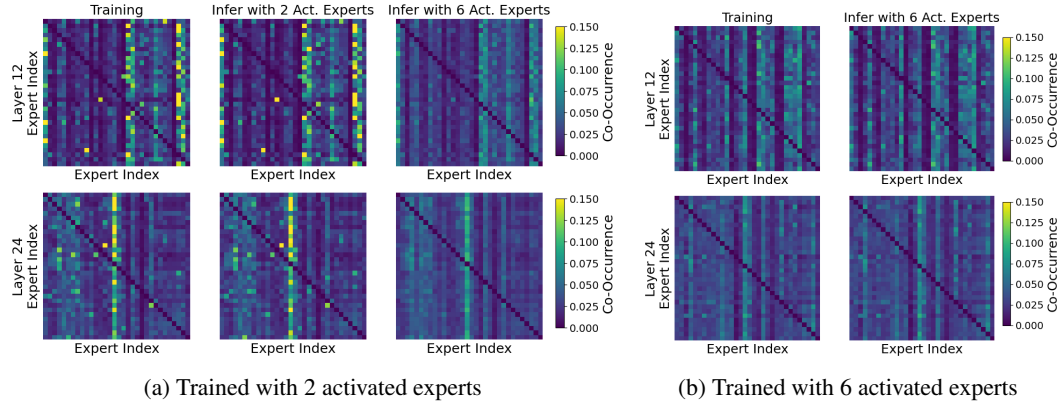 Training
Infer with 2 Act. Experts
Infer with 6 Act. Experts
Layer 12
Expert Index
Expert Index
Expert Index
Expert Index
0.150
0.125
0.100
0.075
0.050
0.025
0.000
Co-Occurrence
Layer 24
Expert Index
Expert Index
Expert Index
Expert Index
0.150
0.125
0.100
0.075
0.050
0.025
0.000
Co-Occurrence
(a) Trained with 2 activated experts
Training
Infer with 6 Act. Experts
Layer 12
Expert Index
Expert Index
Expert Index
0.150
0.125
0.100
0.075
0.050
0.025
0.000
Co-Occurrence
Layer 24
Expert Index
Expert Index
Expert Index
0.150
0.125
0.100
0.075
0.050
0.025
0.000
Co-Occurrence
(b) Trained with 6 activated experts